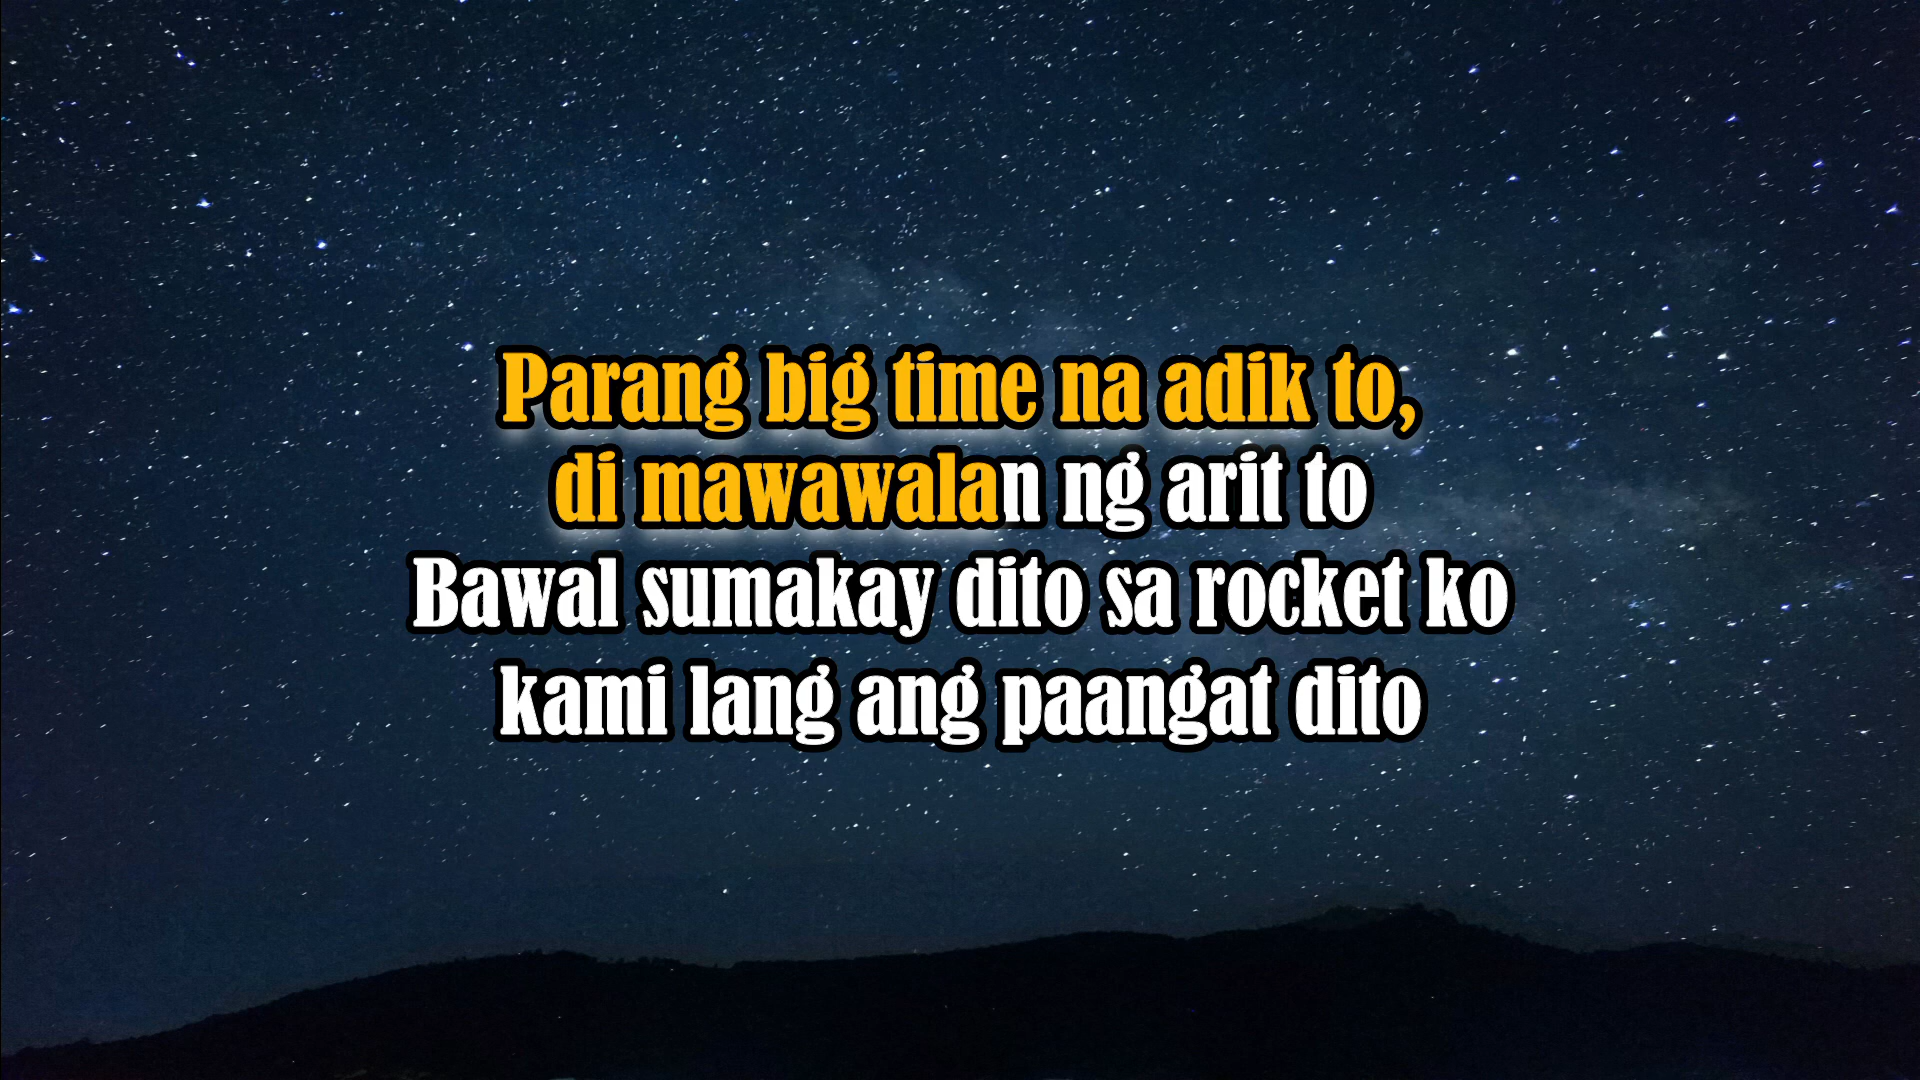 Parang big time na adik to,
di mawawalan ng arit to
Bawal sumakay dito sa rocket ko
kami lang ang paangat dito